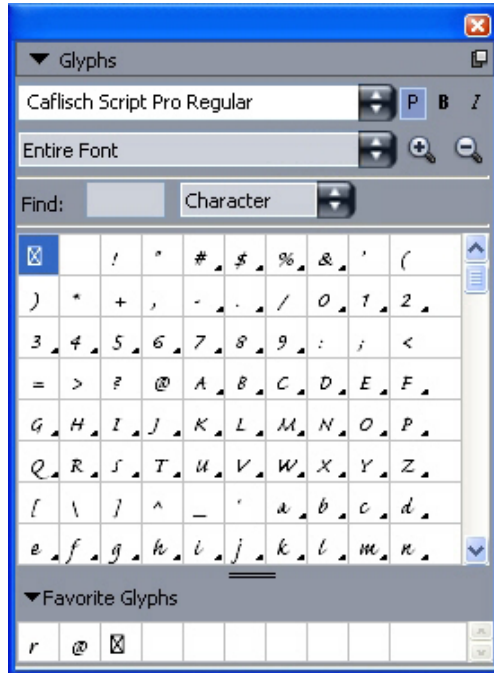 Glyphs
Caflisch Script Pro Regular P B I
Entire Font
Find: Character
! " # $ % & ' (
) * + , - . / 0 1 2
3 4 5 6 7 8 9 : ; <
= > ? @ A B C D E F
G H I J K L M N O P
Q R S T U V W X Y Z
[ \ ] ^ _ ` a b c d
e f g h i j k l m n
Favorite Glyphs
r @